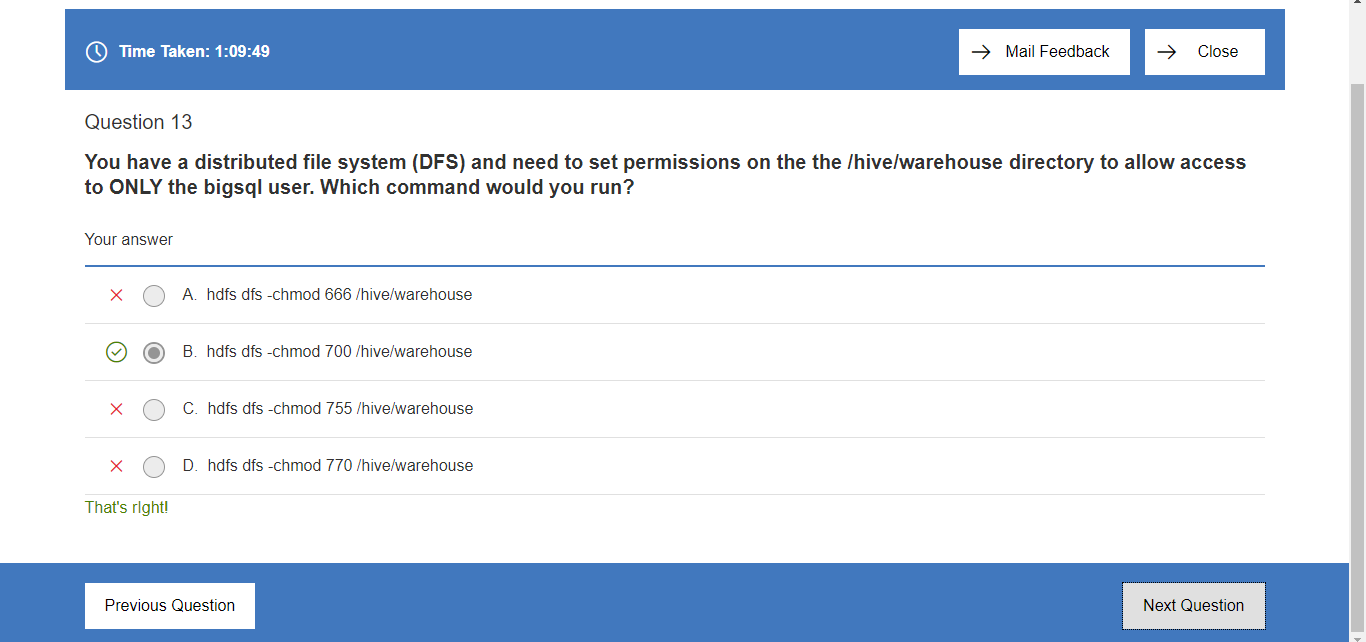 Time Taken: 1:09:49
Mail Feedback
Close
Question 13
You have a distributed file system (DFS) and need to set permissions on the the /hive/warehouse directory to allow access
to ONLY the bigsql user. Which command would you run?
Your answer
A. hdfs dfs -chmod 666 /hive/warehouse
B. hdfs dfs -chmod 700 /hive/warehouse
C. hdfs dfs -chmod 755 /hive/warehouse
D. hdfs dfs -chmod 770 /hive/warehouse
That's rIght!
Previous Question
Next Question